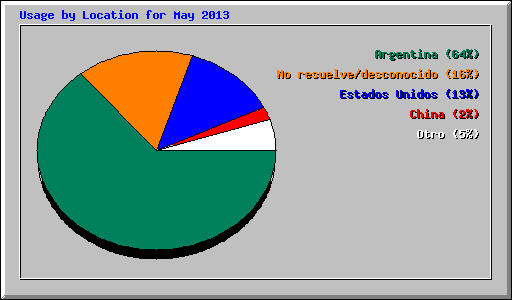 Usage by Location for May 2013
Argentina (64%)
No resuelve/desconocido (16%)
Estados Unidos (13%)
China (2%)
Otro (5%)